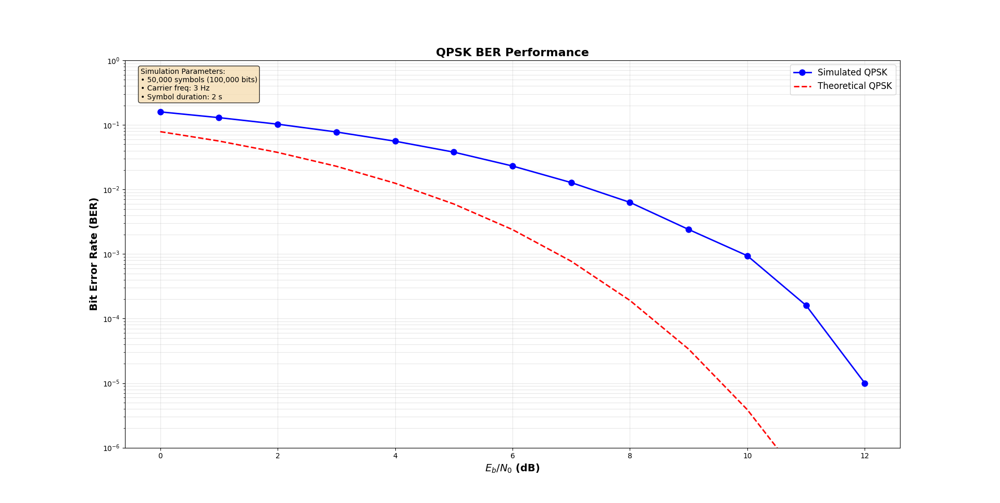 QPSK BER Performance
Simulation Parameters:
• 50,000 symbols (100,000 bits)
• Carrier freq: 3 Hz
• Symbol duration: 2 s
Simulated QPSK
Theoretical QPSK
Bit Error Rate (BER)
10⁰
10⁻¹
10⁻²
10⁻³
10⁻⁴
10⁻⁵
10⁻⁶
0 2 4 6 8 10 12
E_b/N_0 (dB)